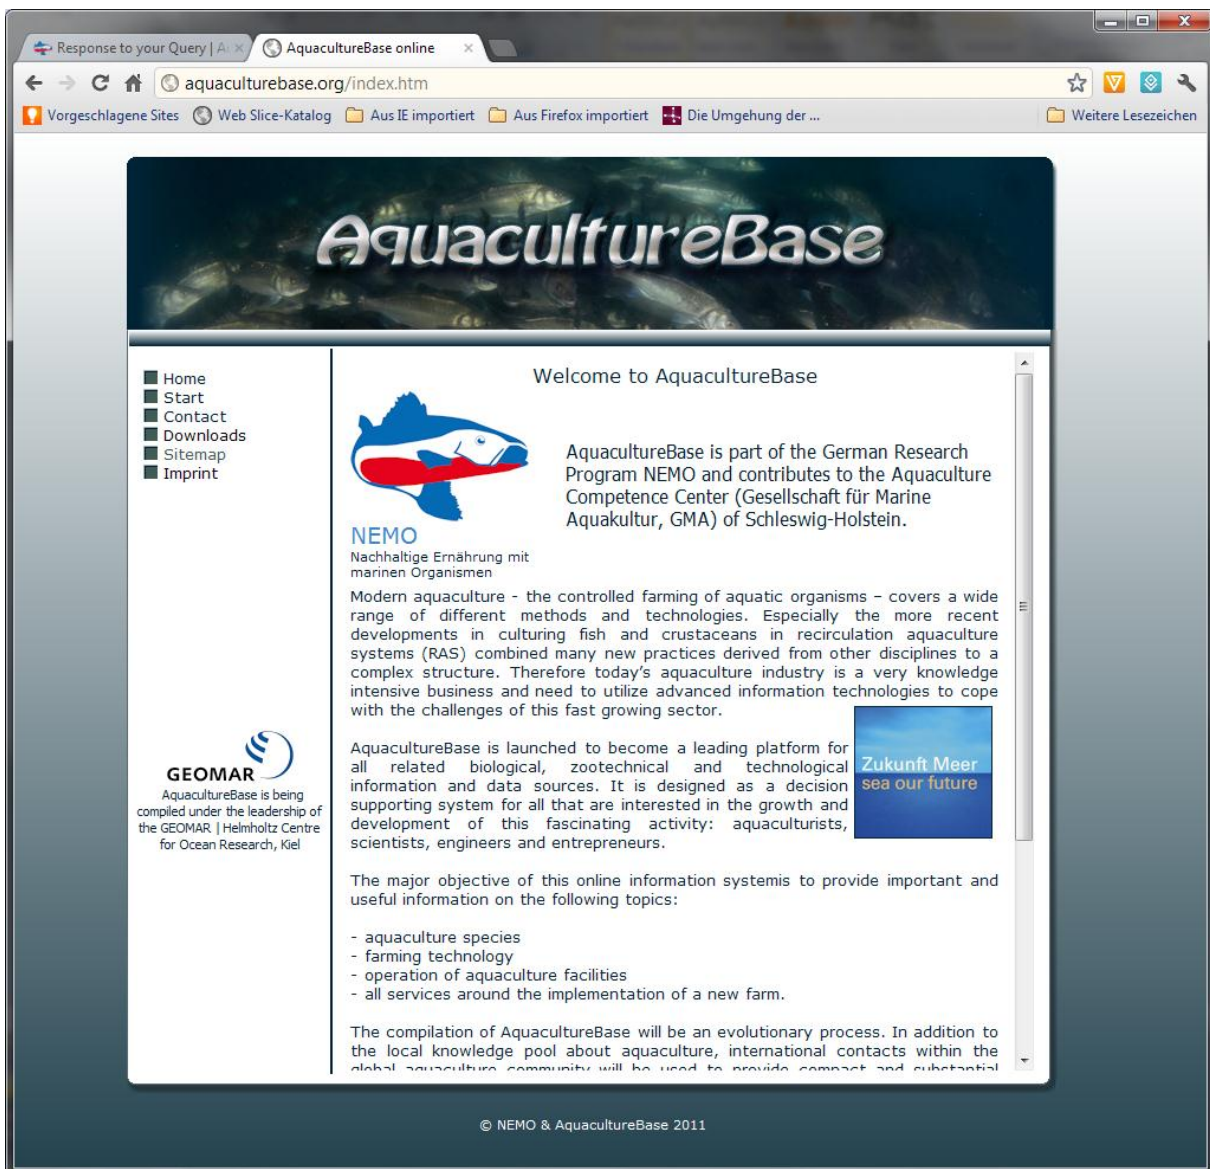 Response to your Query | A
AquacultureBase online
aquaculturebase.org/index.htm
Vorgeschlagene Sites
Web Slice-Katalog
Aus IE importiert
Aus Firefox importiert
Die Umgehung der ...
Weitere Lesezeichen
AquacultureBase
Home
Start
Contact
Downloads
Sitemap
Imprint
GEOMAR
AquacultureBase is being
compiled under the leadership of
the GEOMAR | Helmholtz Centre
for Ocean Research, Kiel
Welcome to AquacultureBase
NEMO
Nachhaltige Ernährung mit
marinen Organismen
AquacultureBase is part of the German Research
Program NEMO and contributes to the Aquaculture
Competence Center (Gesellschaft für Marine
Aquakultur, GMA) of Schleswig-Holstein.
Modern aquaculture - the controlled farming of aquatic organisms – covers a wide
range of different methods and technologies. Especially the more recent
developments in culturing fish and crustaceans in recirculation aquaculture
systems (RAS) combined many new practices derived from other disciplines to a
complex structure. Therefore today's aquaculture industry is a very knowledge
intensive business and need to utilize advanced information technologies to cope
with the challenges of this fast growing sector.
AquacultureBase is launched to become a leading platform for
all related biological, zootechnical and technological
information and data sources. It is designed as a decision
supporting system for all that are interested in the growth and
development of this fascinating activity: aquaculturists,
scientists, engineers and entrepreneurs.
Zukunft Meer
sea our future
The major objective of this online information systemis to provide important and
useful information on the following topics:
- aquaculture species
- farming technology
- operation of aquaculture facilities
- all services around the implementation of a new farm.
The compilation of AquacultureBase will be an evolutionary process. In addition to
the local knowledge pool about aquaculture, international contacts within the
global aquaculture community will be used to provide compact and substantial
© NEMO & AquacultureBase 2011